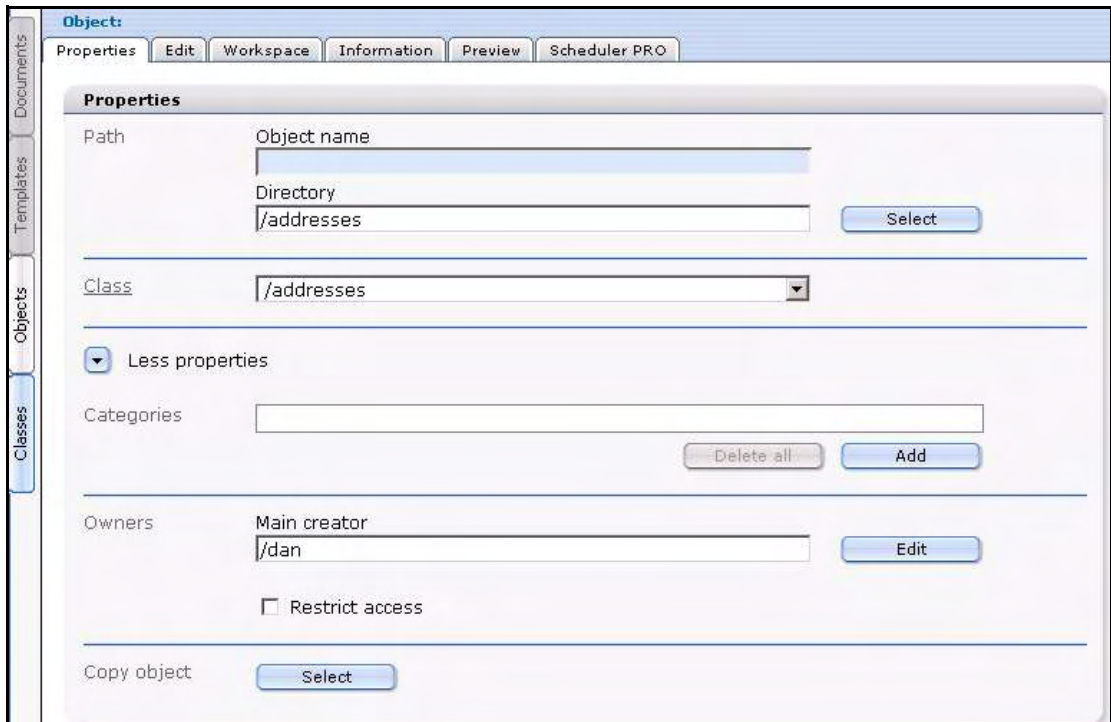 Object:
Properties Edit Workspace Information Preview Scheduler PRO
Documents
Templates
Objects
Classes
Properties
Path Object name
Directory
/addresses Select
Class /addresses
Less properties
Categories
Delete all Add
Owners Main creator
/dan Edit
Restrict access
Copy object Select